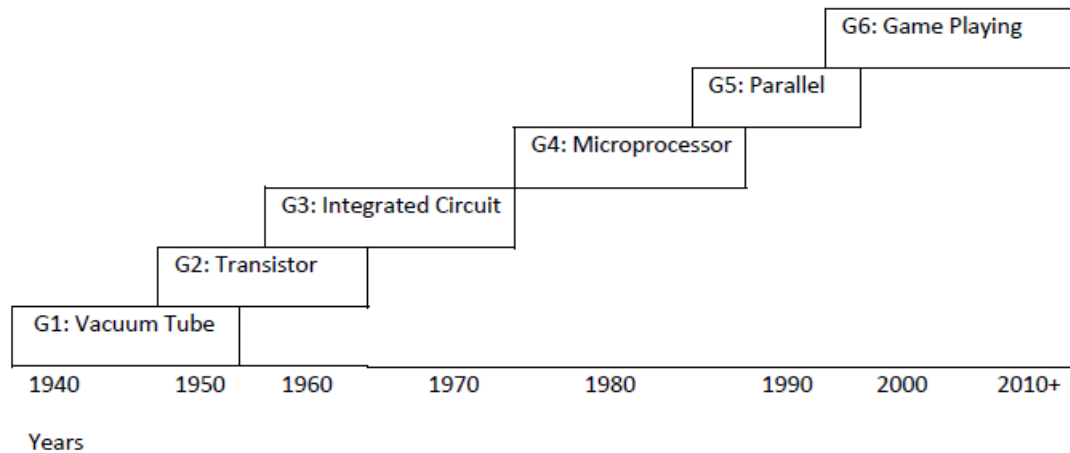 G6: Game Playing
G5: Parallel
G4: Microprocessor
G3: Integrated Circuit
G2: Transistor
G1: Vacuum Tube
1940 1950 1960 1970 1980 1990 2000 2010+
Years